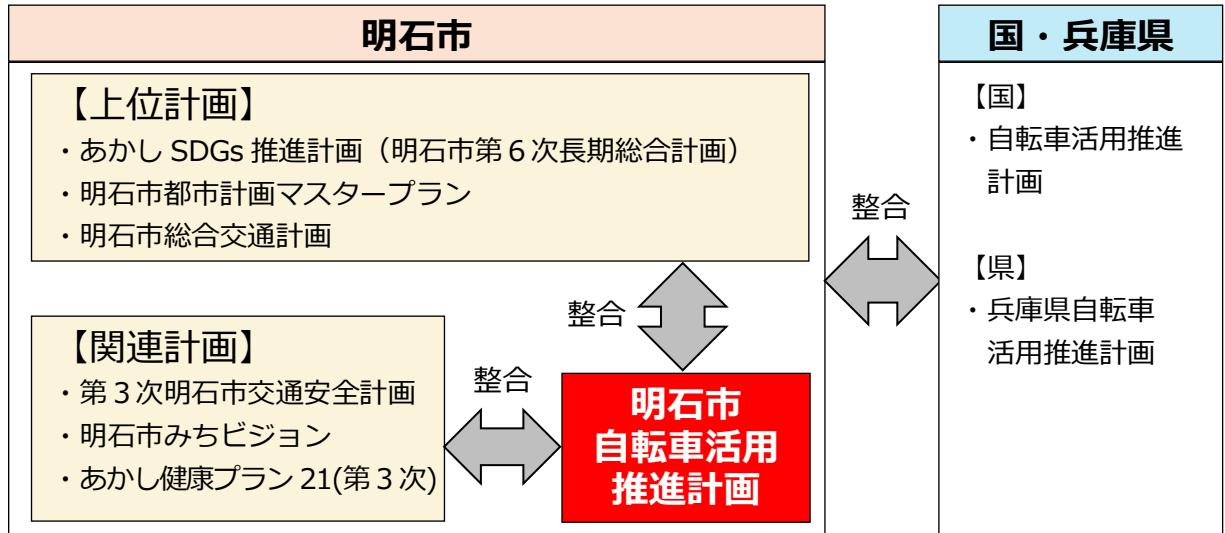 明石市
【上位計画】
・あかし SDGs 推進計画（明石市第６次長期総合計画）
・明石市都市計画マスタープラン
・明石市総合交通計画
整合
【関連計画】
・第３次明石市交通安全計画
・明石市みちビジョン
・あかし健康プラン 21(第３次)
整合
明石市
自転車活用
推進計画
整合
国・兵庫県
【国】
・自転車活用推進
計画
【県】
・兵庫県自転車
活用推進計画